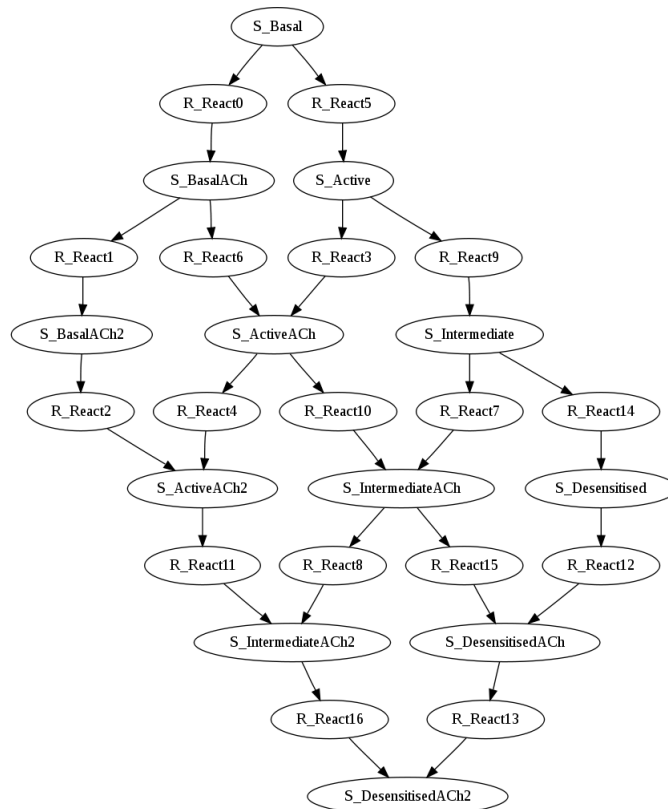 S_Basal
R_React0
R_React5
S_BasalACh
S_Active
R_React1
R_React6
R_React3
R_React9
S_BasalACh2
S_ActiveACh
S_Intermediate
R_React2
R_React4
R_React10
R_React7
R_React14
S_ActiveACh2
S_IntermediateACh
S_Desensitised
R_React11
R_React8
R_React15
R_React12
S_IntermediateACh2
S_DesensitisedACh
R_React16
R_React13
S_DesensitisedACh2